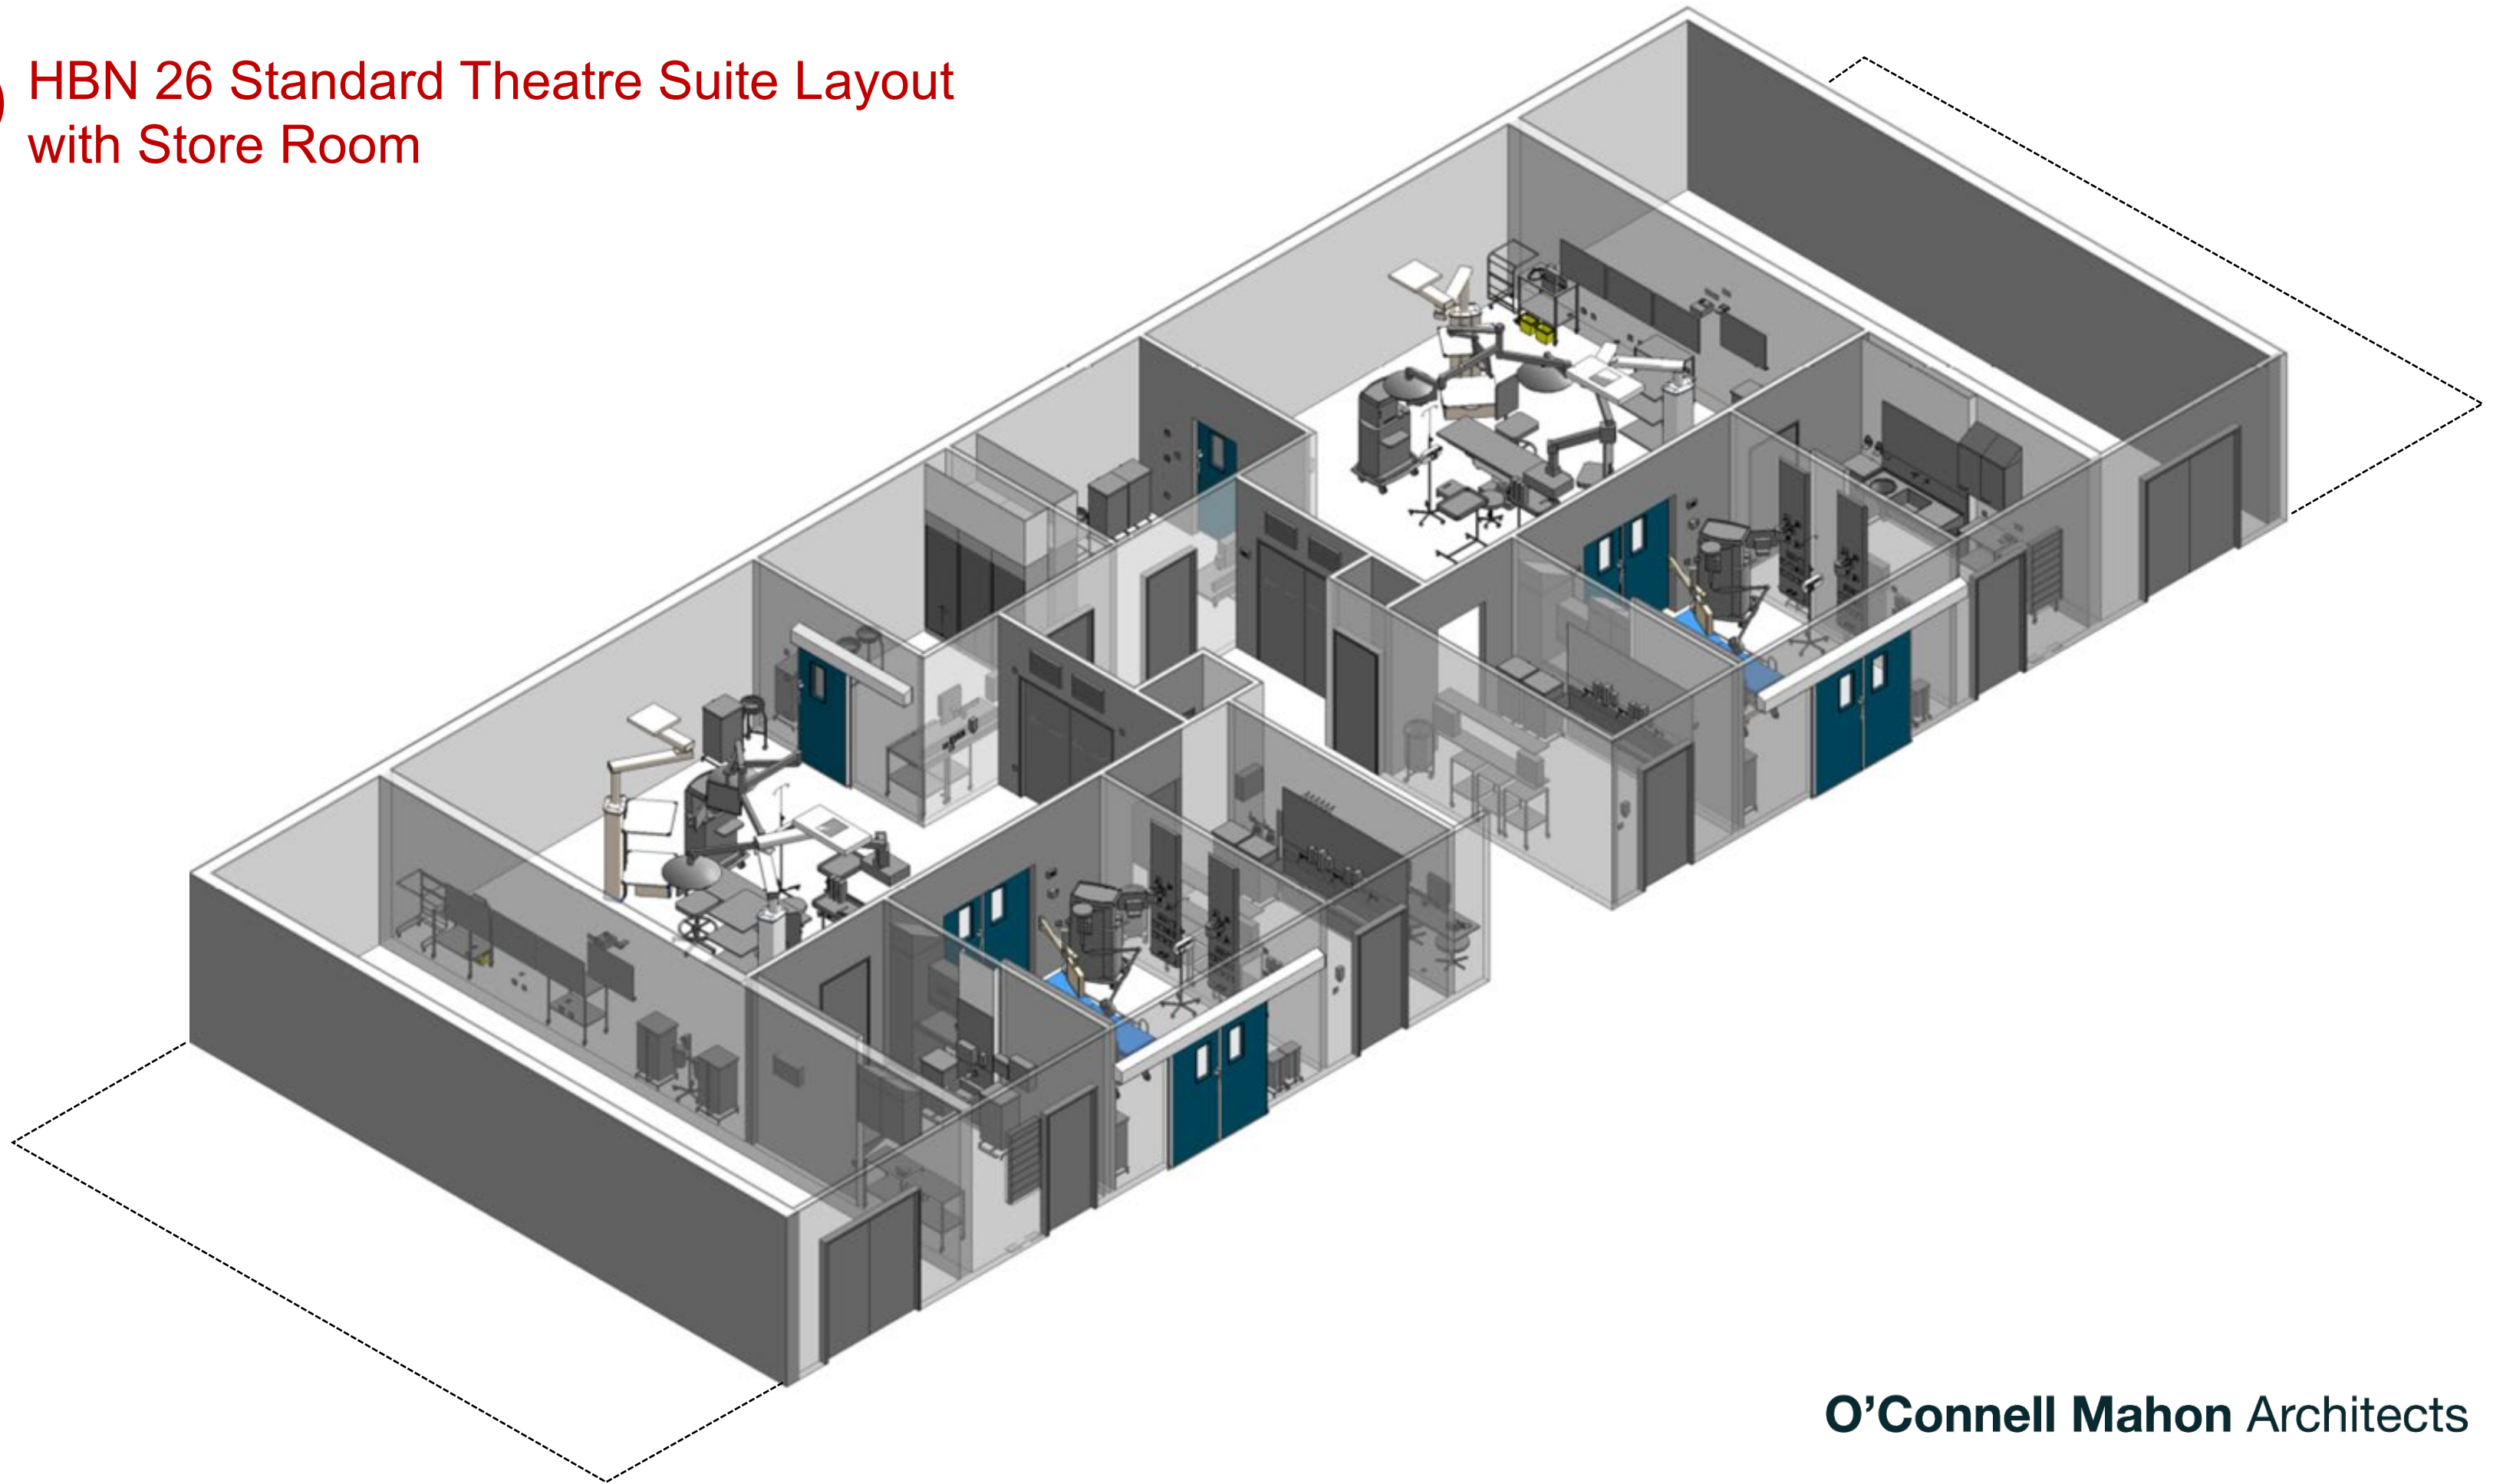 HBN 26 Standard Theatre Suite Layout
with Store Room
O’Connell Mahon Architects